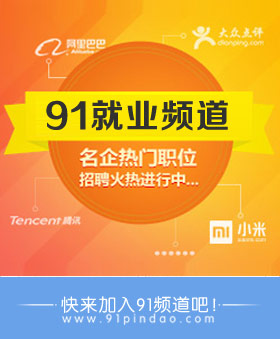 阿里巴巴
Alibaba
大众点评
dianping.com
91就业频道
名企热门职位
招聘火热进行中...
Tencent 腾讯
小米
xiaomi.com
快来加入91频道吧！
www.91pindao.com